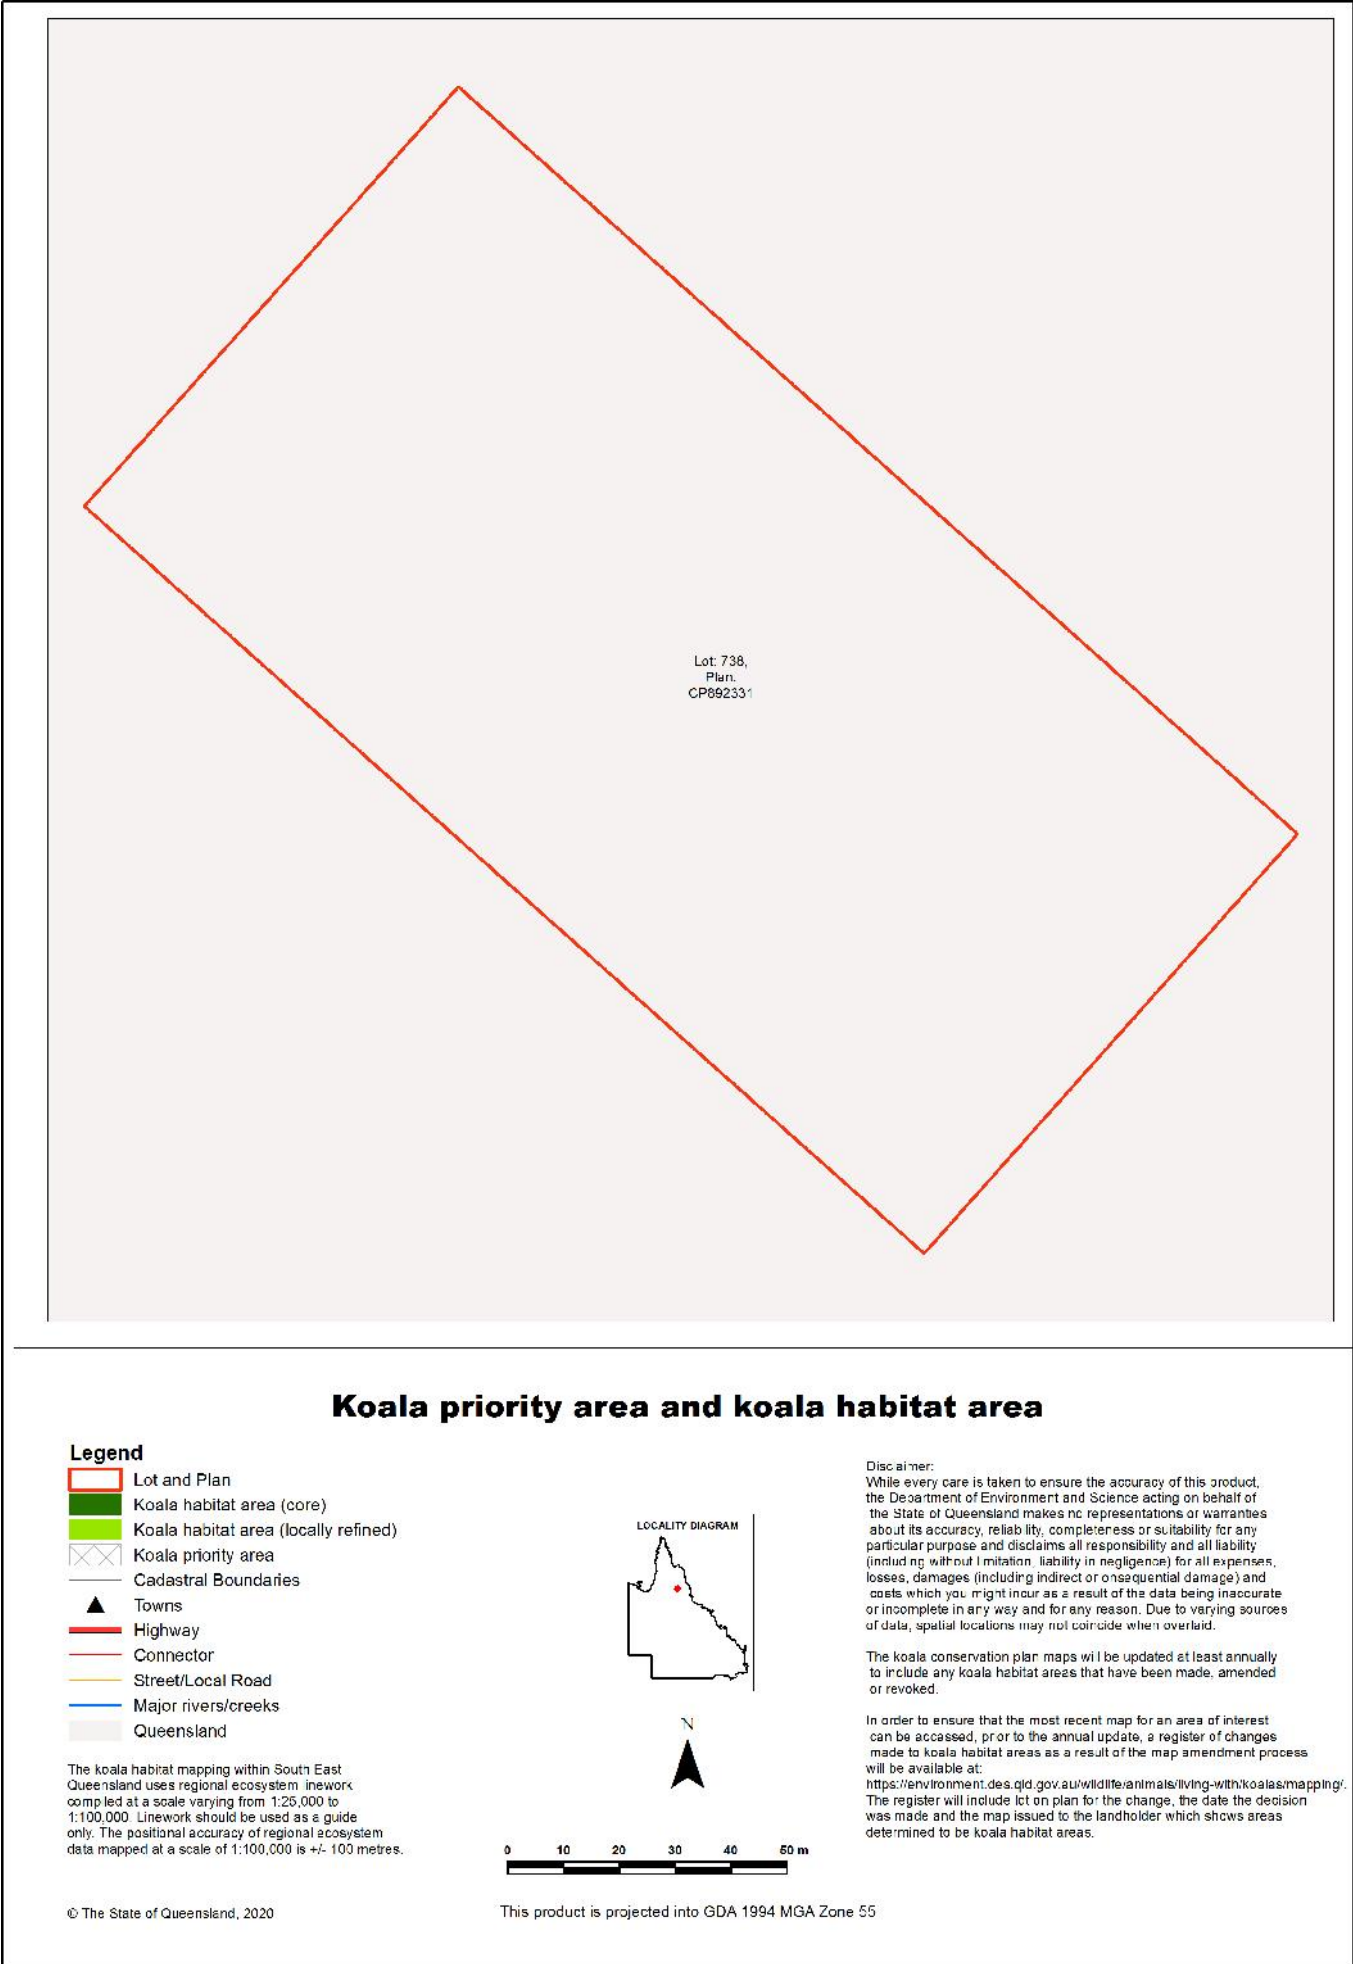 Lot: 738,
Plan.
CP892331
Koala priority area and koala habitat area
Legend
Lot and Plan
Koala habitat area (core)
Koala habitat area (locally refined)
Koala priority area
Cadastral Boundaries
Towns
Highway
Connector
Street/Local Road
Major rivers/creeks
Queensland
The koala habitat mapping within South East
Queensland uses regional ecosystem linework
compiled at a scale varying from 1:25,000 to
1:100,000. Linework should be used as a guide
only. The positional accuracy of regional ecosystem
data mapped at a scale of 1:100,000 is +/- 100 metres.
© The State of Queensland, 2020
LOCALITY DIAGRAM
N
0 10 20 30 40 50 m
This product is projected into GDA 1994 MGA Zone 55
Disclaimer:
While every care is taken to ensure the accuracy of this product,
the Department of Environment and Science acting on behalf of
the State of Queensland makes no representations or warranties
about its accuracy, reliability, completeness or suitability for any
particular purpose and disclaims all responsibility and all liability
(including without limitation, liability in negligence) for all expenses,
losses, damages (including indirect or onsequential damage) and
costs which you might incur as a result of the data being inaccurate
or incomplete in any way and for any reason. Due to varying sources
of data, spatial locations may not coincide when overlaid.
The koala conservation plan maps will be updated at least annually
to include any koala habitat areas that have been made, amended
or revoked.
In order to ensure that the most recent map for an area of interest
can be accessed, prior to the annual update, a register of changes
made to koala habitat areas as a result of the map amendment process
will be available at:
https://environment.des.qld.gov.au/wildlife/animals/living-with/koalas/mapping/.
The register will include lot on plan for the change, the date the decision
was made and the map issued to the landholder which shows areas
determined to be koala habitat areas.